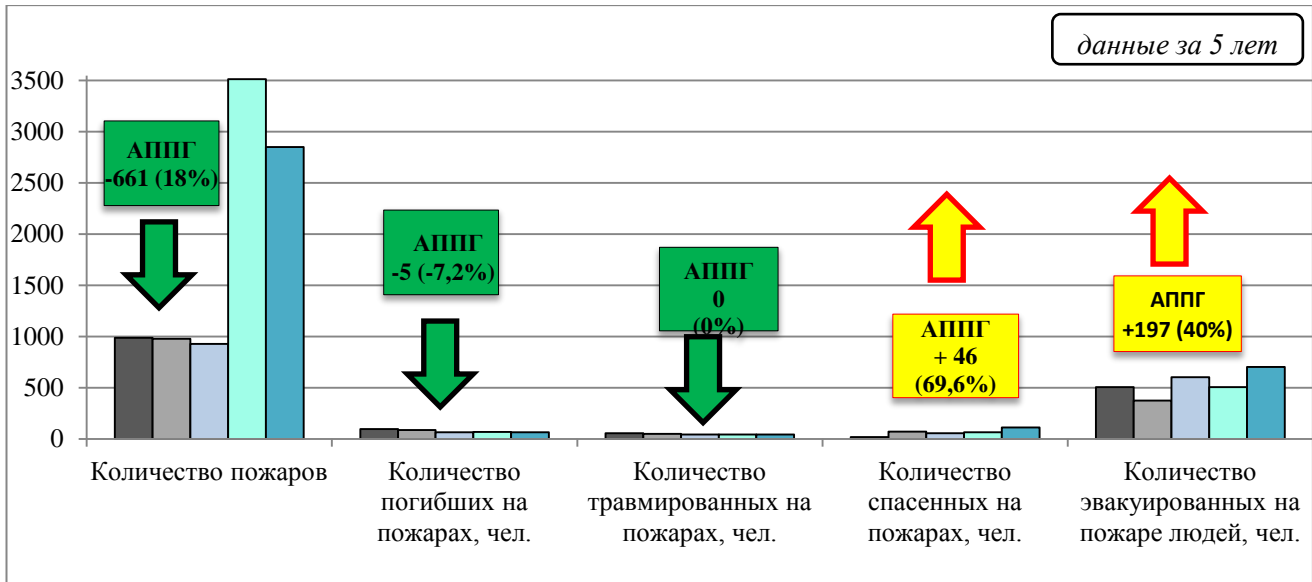 данные за 5 лет
3500
3000
2500
2000
1500
1000
500
0
АППГ
-661 (18%)
АППГ
-5 (-7,2%)
АППГ
0
(0%)
АППГ
+ 46
(69,6%)
АППГ
+197 (40%)
Количество пожаров
Количество
погибших на
пожарах, чел.
Количество
травмированных на
пожарах, чел.
Количество
спасенных на
пожарах, чел.
Количество
эвакуированных на
пожаре людей, чел.